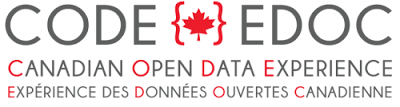 CODE { } EDOC
CANADIAN OPEN DATA EXPERIENCE
EXPÉRIENCE DES DONNÉES OUVERTES CANADIENNE